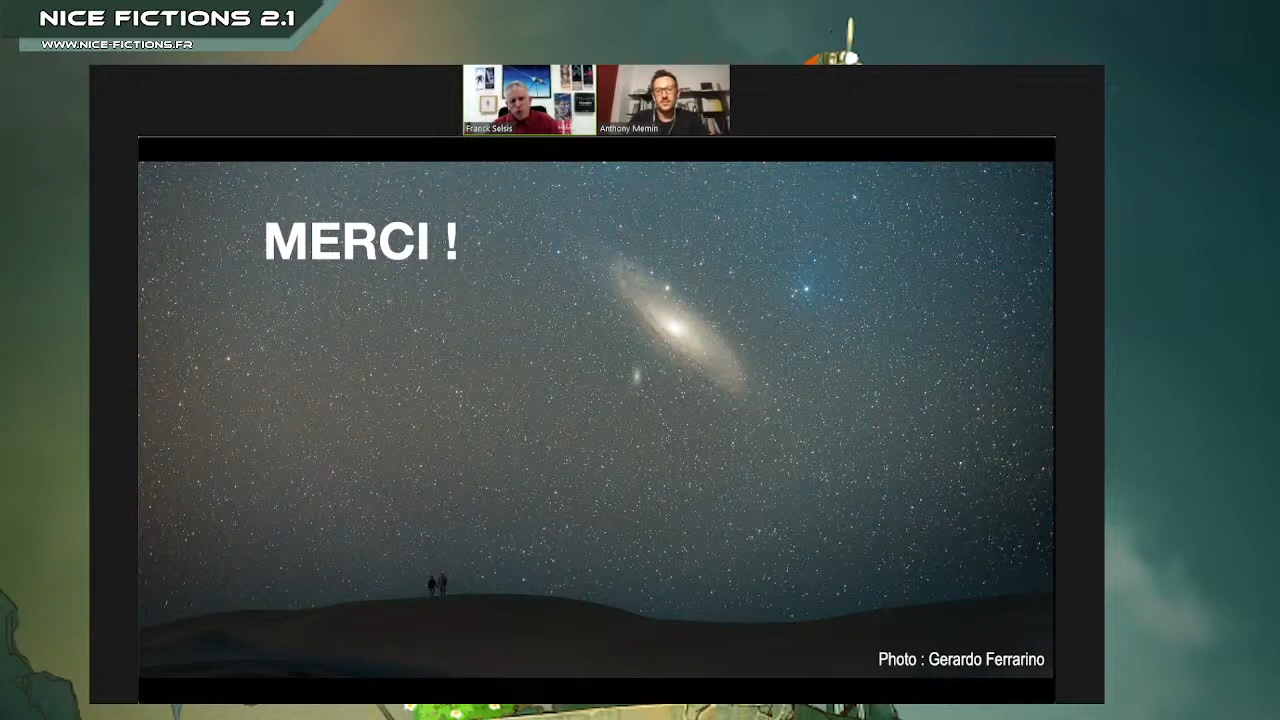 NICE FICTIONS 2.1
WWW.NICE-FICTIONS.FR
Franck Selsis
Anthony Memin
MERCI !
Photo : Gerardo Ferrarino